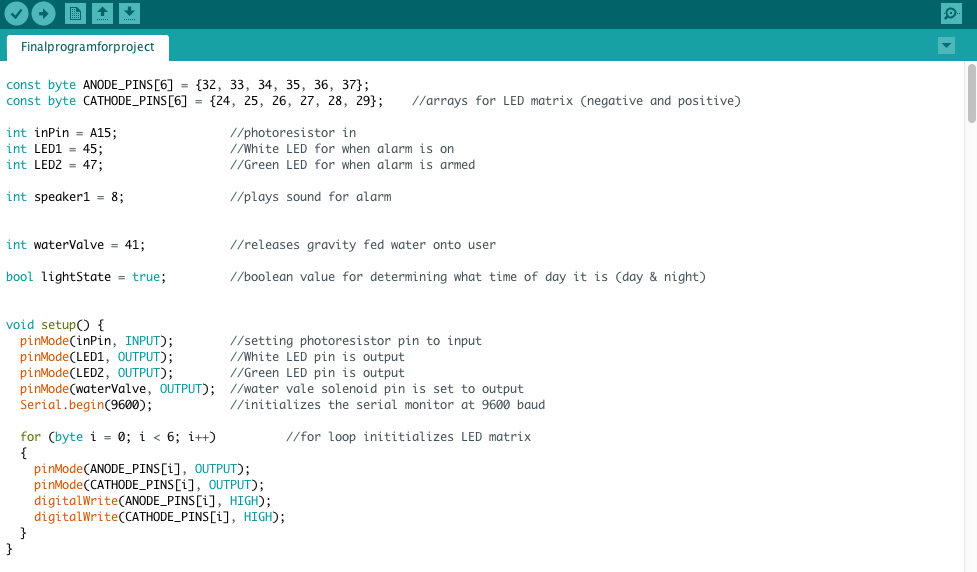 Finalprogramforproject
const byte ANODE_PINS[6] = {32, 33, 34, 35, 36, 37};
const byte CATHODE_PINS[6] = {24, 25, 26, 27, 28, 29};    //arrays for LED matrix (negative and positive)
int inPin = A15;                //photoresistor in
int LED1 = 45;                  //White LED for when alarm is on
int LED2 = 47;                  //Green LED for when alarm is armed
int speaker1 = 8;               //plays sound for alarm
int waterValve = 41;            //releases gravity fed water onto user
bool lightState = true;         //boolean value for determining what time of day it is (day & night)
void setup() {
  pinMode(inPin, INPUT);        //setting photoresistor pin to input
  pinMode(LED1, OUTPUT);        //White LED pin is output
  pinMode(LED2, OUTPUT);        //Green LED pin is output
  pinMode(waterValve, OUTPUT);  //water vale solenoid pin is set to output
  Serial.begin(9600);           //initializes the serial monitor at 9600 baud
  for (byte i = 0; i < 6; i++)          //for loop inititializes LED matrix
  {
    pinMode(ANODE_PINS[i], OUTPUT);
    pinMode(CATHODE_PINS[i], OUTPUT);
    digitalWrite(ANODE_PINS[i], HIGH);
    digitalWrite(CATHODE_PINS[i], HIGH);
  }
}